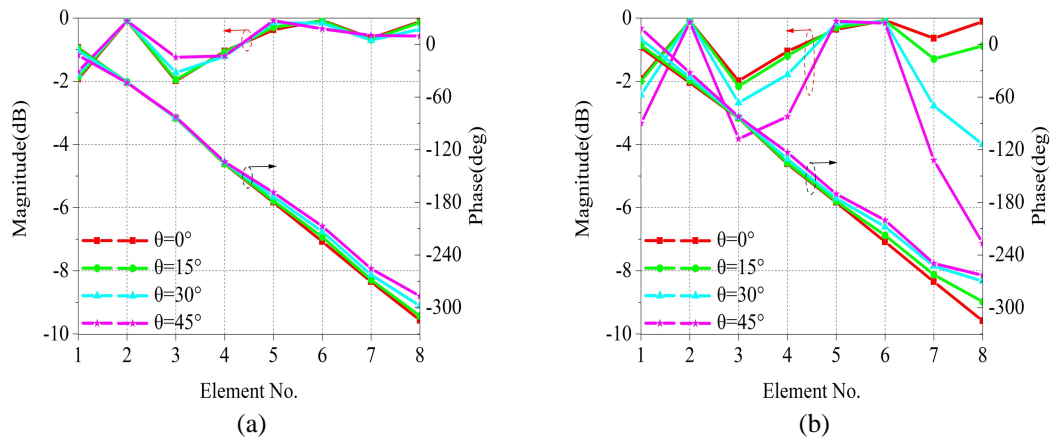 0
-2
-4
-6
-8
-10
Magnitude(dB)
0
-60
-120
-180
-240
-300
Phase(deg)
θ=0°
θ=15°
θ=30°
θ=45°
1 2 3 4 5 6 7 8
Element No.
(a)
0
-2
-4
-6
-8
-10
Magnitude(dB)
0
-60
-120
-180
-240
-300
Phase(deg)
θ=0°
θ=15°
θ=30°
θ=45°
1 2 3 4 5 6 7 8
Element No.
(b)